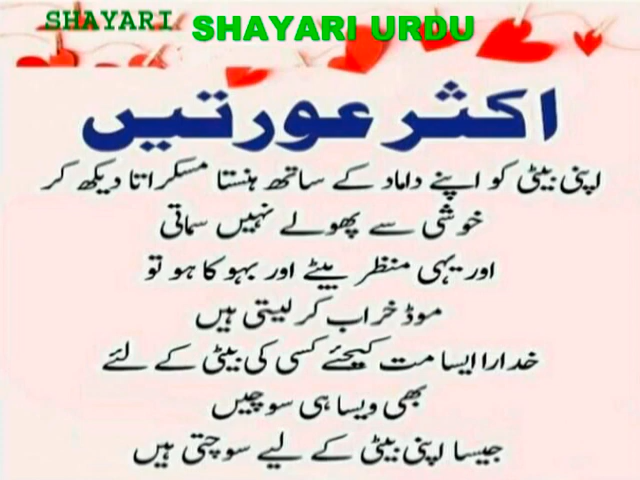 SHAYARI SHAYARI URDU
اکثر عورتیں
اپنی بیٹی کو اپنے داماد کے ساتھ ہنستا مسکراتا دیکھ کر
خوشی سے پھولے نہیں سماتی
اور یہی منظر بیٹے اور بہو کا ہو تو
موڈ خراب کر لیتی ہیں
خدارا ایسا مت کیجئے کسی کی بیٹی کے لئے
بھی ویسا ہی سوچیں
جیسا اپنی بیٹی کے لیے سوچتی ہیں